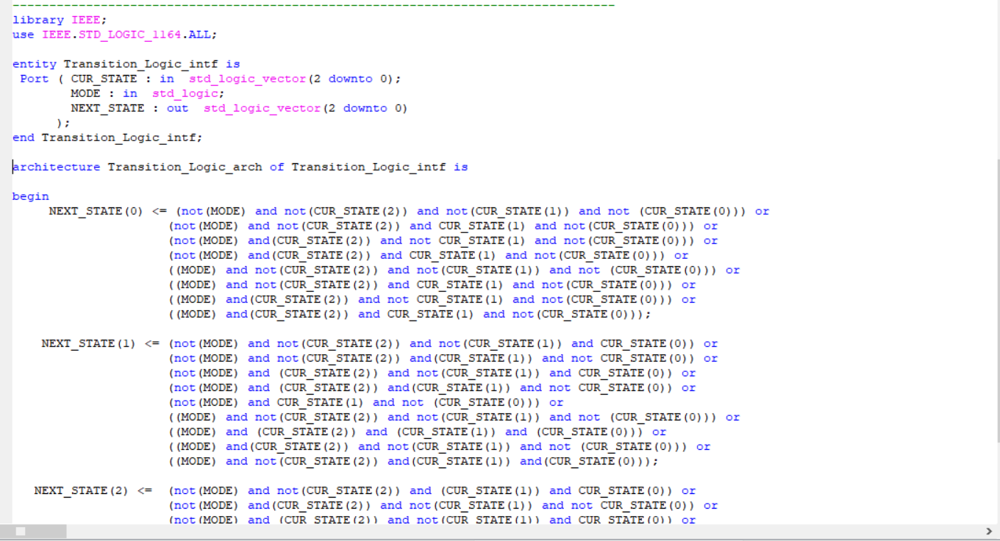 --------------------------------------------------------------------------------
library IEEE;
use IEEE.STD_LOGIC_1164.ALL;
entity Transition_Logic_intf is
Port ( CUR_STATE : in  std_logic_vector(2 downto 0);
MODE : in  std_logic;
NEXT_STATE : out  std_logic_vector(2 downto 0)
);
end Transition_Logic_intf;
architecture Transition_Logic_arch of Transition_Logic_intf is
begin
NEXT_STATE(0) <= (not(MODE) and not(CUR_STATE(2)) and not(CUR_STATE(1)) and not (CUR_STATE(0))) or
(not(MODE) and not(CUR_STATE(2)) and CUR_STATE(1) and not(CUR_STATE(0))) or
(not(MODE) and(CUR_STATE(2)) and not CUR_STATE(1) and not(CUR_STATE(0))) or
(not(MODE) and(CUR_STATE(2)) and CUR_STATE(1) and not(CUR_STATE(0))) or
((MODE) and not(CUR_STATE(2)) and not(CUR_STATE(1)) and not (CUR_STATE(0))) or
((MODE) and not(CUR_STATE(2)) and CUR_STATE(1) and not(CUR_STATE(0))) or
((MODE) and(CUR_STATE(2)) and not CUR_STATE(1) and not(CUR_STATE(0))) or
((MODE) and(CUR_STATE(2)) and CUR_STATE(1) and not(CUR_STATE(0)));
NEXT_STATE(1) <= (not(MODE) and not(CUR_STATE(2)) and not(CUR_STATE(1)) and CUR_STATE(0)) or
(not(MODE) and not(CUR_STATE(2)) and(CUR_STATE(1)) and not CUR_STATE(0)) or
(not(MODE) and (CUR_STATE(2)) and not(CUR_STATE(1)) and CUR_STATE(0)) or
(not(MODE) and (CUR_STATE(2)) and(CUR_STATE(1)) and not CUR_STATE(0)) or
(not(MODE) and CUR_STATE(1) and not (CUR_STATE(0))) or
((MODE) and not(CUR_STATE(2)) and not(CUR_STATE(1)) and not (CUR_STATE(0))) or
((MODE) and (CUR_STATE(2)) and (CUR_STATE(1)) and (CUR_STATE(0))) or
((MODE) and(CUR_STATE(2)) and not(CUR_STATE(1)) and not (CUR_STATE(0))) or
((MODE) and not(CUR_STATE(2)) and(CUR_STATE(1)) and(CUR_STATE(0)));
NEXT_STATE(2) <=  (not(MODE) and not(CUR_STATE(2)) and (CUR_STATE(1)) and CUR_STATE(0)) or
(not(MODE) and(CUR_STATE(2)) and not(CUR_STATE(1)) and not CUR_STATE(0)) or
(not(MODE) and (CUR_STATE(2)) and not(CUR_STATE(1)) and CUR_STATE(0)) or